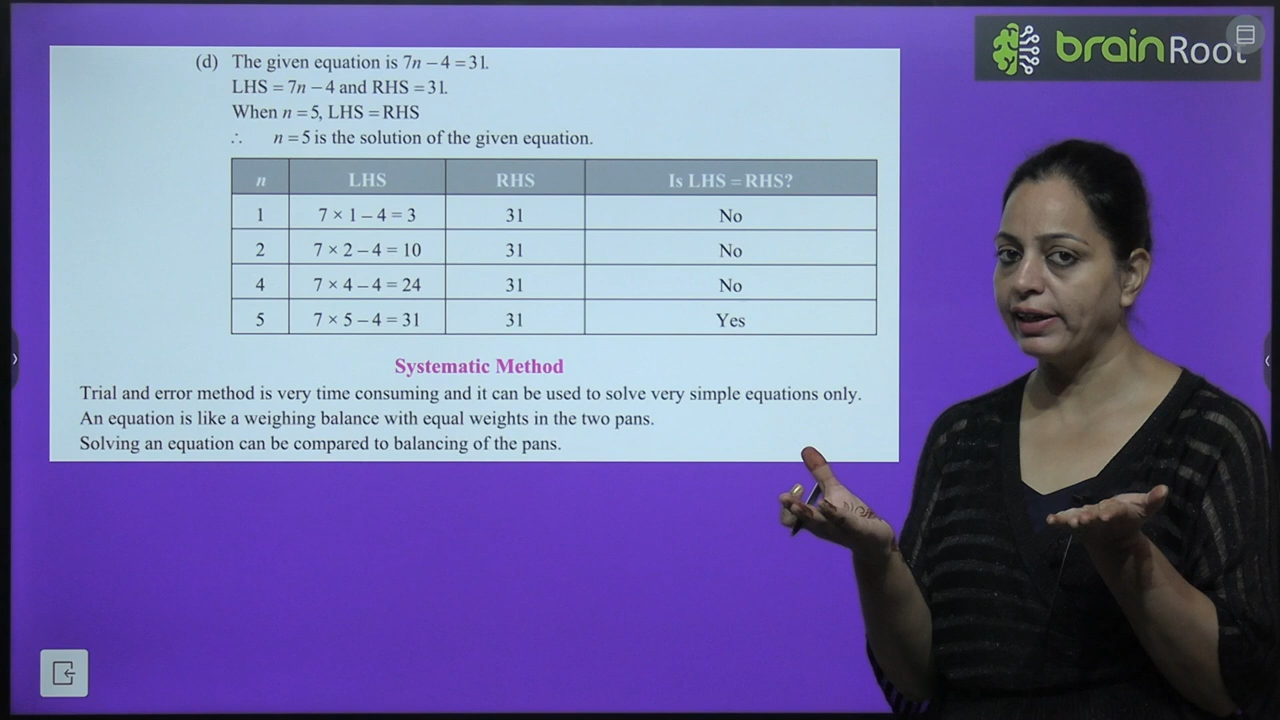 brainRoot
(d) The given equation is 7n – 4 = 31.
LHS = 7n – 4 and RHS = 31.
When n = 5, LHS = RHS
∴ n = 5 is the solution of the given equation.
n LHS RHS Is LHS = RHS?
1 7 × 1 – 4 = 3 31 No
2 7 × 2 – 4 = 10 31 No
4 7 × 4 – 4 = 24 31 No
5 7 × 5 – 4 = 31 31 Yes
Systematic Method
Trial and error method is very time consuming and it can be used to solve very simple equations only.
An equation is like a weighing balance with equal weights in the two pans.
Solving an equation can be compared to balancing of the pans.